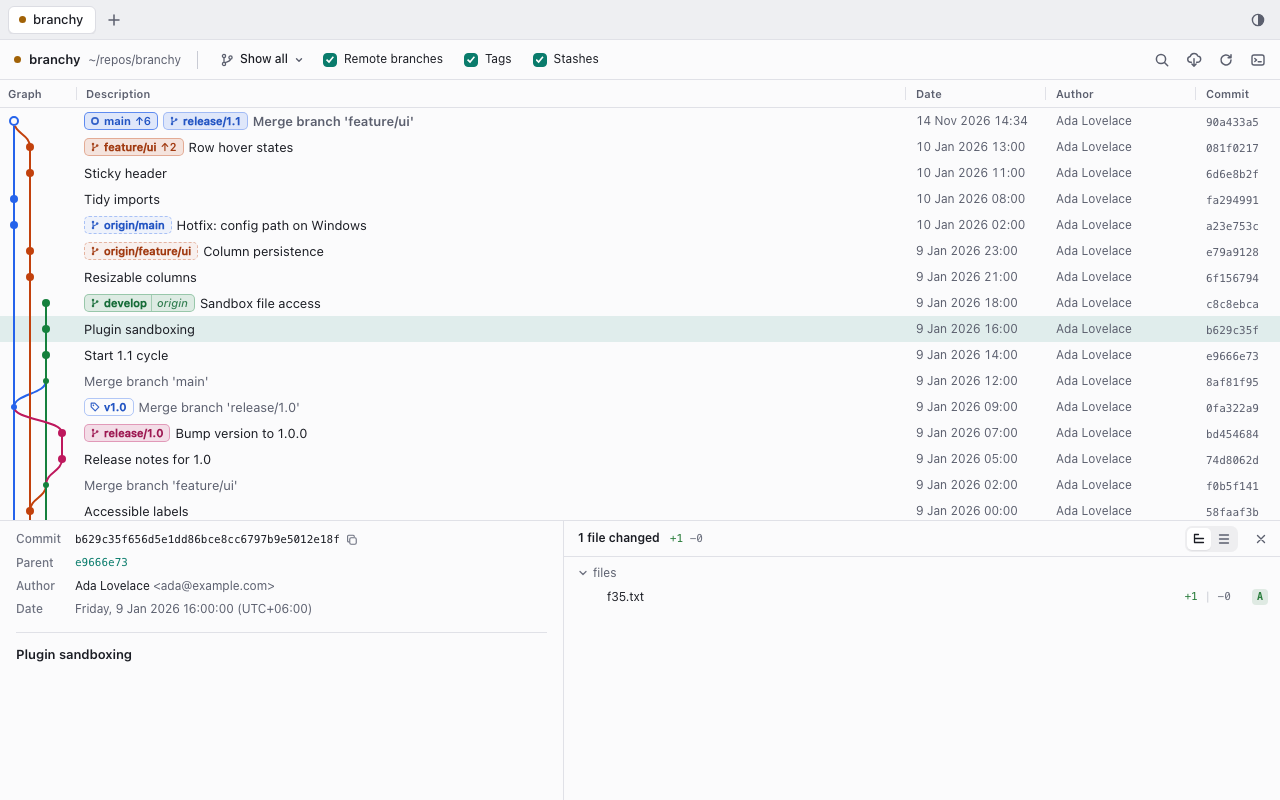 branchy
branchy ~/repos/branchy Show all Remote branches Tags Stashes
Graph Description Date Author Commit
main ↑6 release/1.1 Merge branch 'feature/ui' 14 Nov 2026 14:34 Ada Lovelace 90a433a5
feature/ui ↑2 Row hover states 10 Jan 2026 13:00 Ada Lovelace 081f0217
Sticky header 10 Jan 2026 11:00 Ada Lovelace 6d6e8b2f
Tidy imports 10 Jan 2026 08:00 Ada Lovelace fa294991
origin/main Hotfix: config path on Windows 10 Jan 2026 02:00 Ada Lovelace a23e753c
origin/feature/ui Column persistence 9 Jan 2026 23:00 Ada Lovelace e79a9128
Resizable columns 9 Jan 2026 21:00 Ada Lovelace 6f156794
develop origin Sandbox file access 9 Jan 2026 18:00 Ada Lovelace c8c8ebca
Plugin sandboxing 9 Jan 2026 16:00 Ada Lovelace b629c35f
Start 1.1 cycle 9 Jan 2026 14:00 Ada Lovelace e9666e73
Merge branch 'main' 9 Jan 2026 12:00 Ada Lovelace 8af81f95
v1.0 Merge branch 'release/1.0' 9 Jan 2026 09:00 Ada Lovelace 0fa322a9
release/1.0 Bump version to 1.0.0 9 Jan 2026 07:00 Ada Lovelace bd454684
Release notes for 1.0 9 Jan 2026 05:00 Ada Lovelace 74d8062d
Merge branch 'feature/ui' 9 Jan 2026 02:00 Ada Lovelace f0b5f141
Accessible labels 9 Jan 2026 00:00 Ada Lovelace 58faaf3b
Commit b629c35f656d5e1dd86bce8cc6797b9e5012e18f
Parent e9666e73
Author Ada Lovelace <ada@example.com>
Date Friday, 9 Jan 2026 16:00:00 (UTC+06:00)
Plugin sandboxing
1 file changed +1 −0
files
f35.txt +1 | −0 A